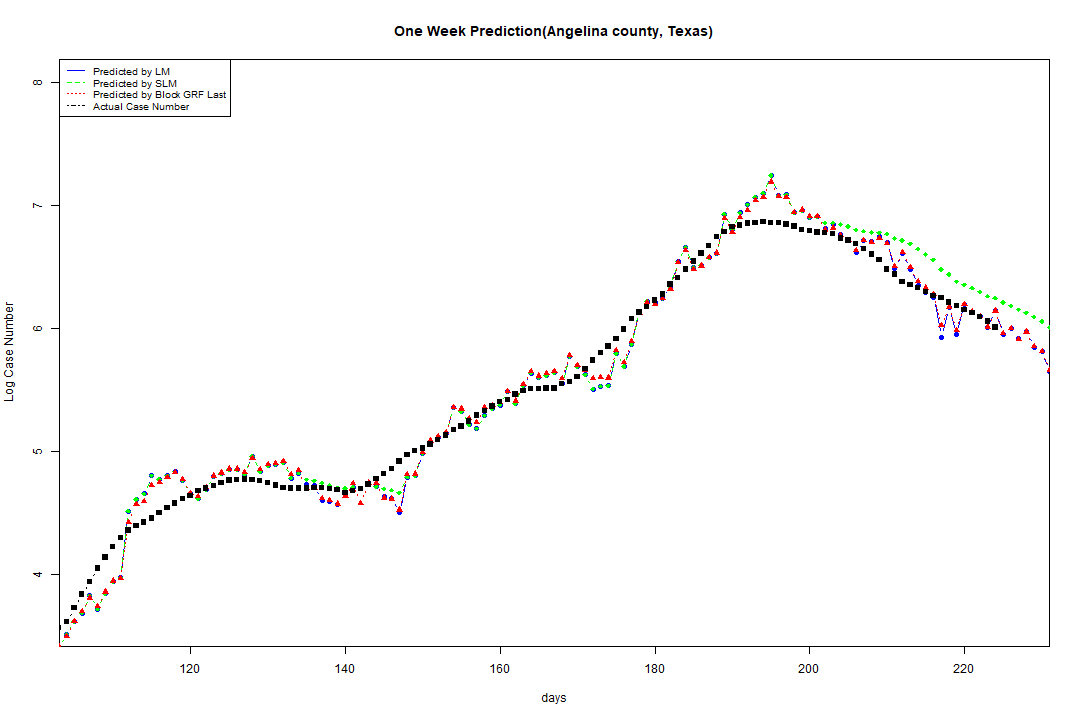 One Week Prediction(Angelina county, Texas)
Predicted by LM
Predicted by SLM
Predicted by Block GRF Last
Actual Case Number
8
7
6
5
4
Log Case Number
120 140 160 180 200 220
days